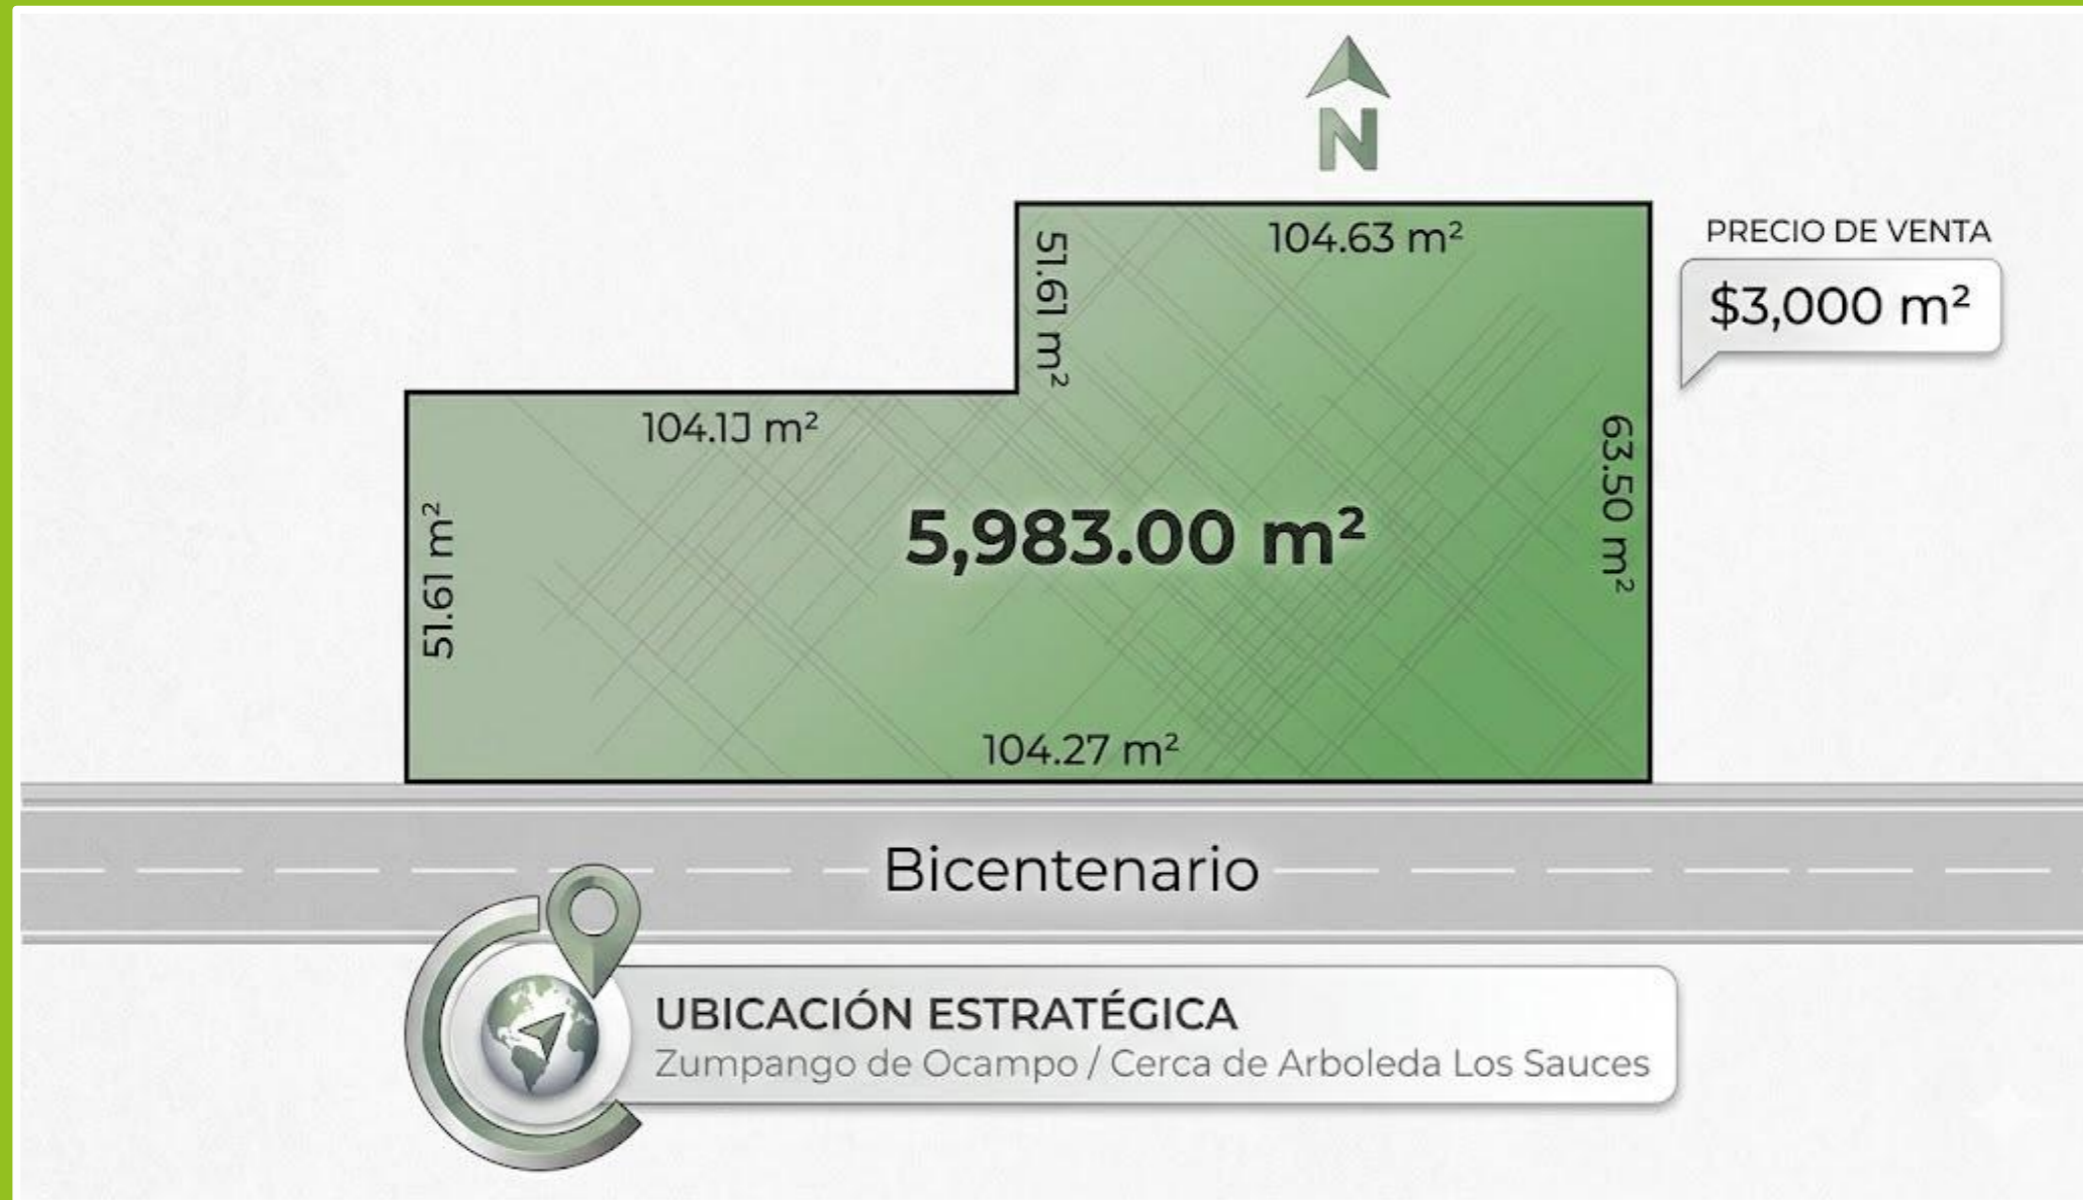 N
104.63 m²
51.61 m²
PRECIO DE VENTA
$3,000 m²
104.1J m²
51.61 m²
63.50 m²
5,983.00 m²
104.27 m²
Bicentenario
UBICACIÓN ESTRATÉGICA
Zumpango de Ocampo / Cerca de Arboleda Los Sauces